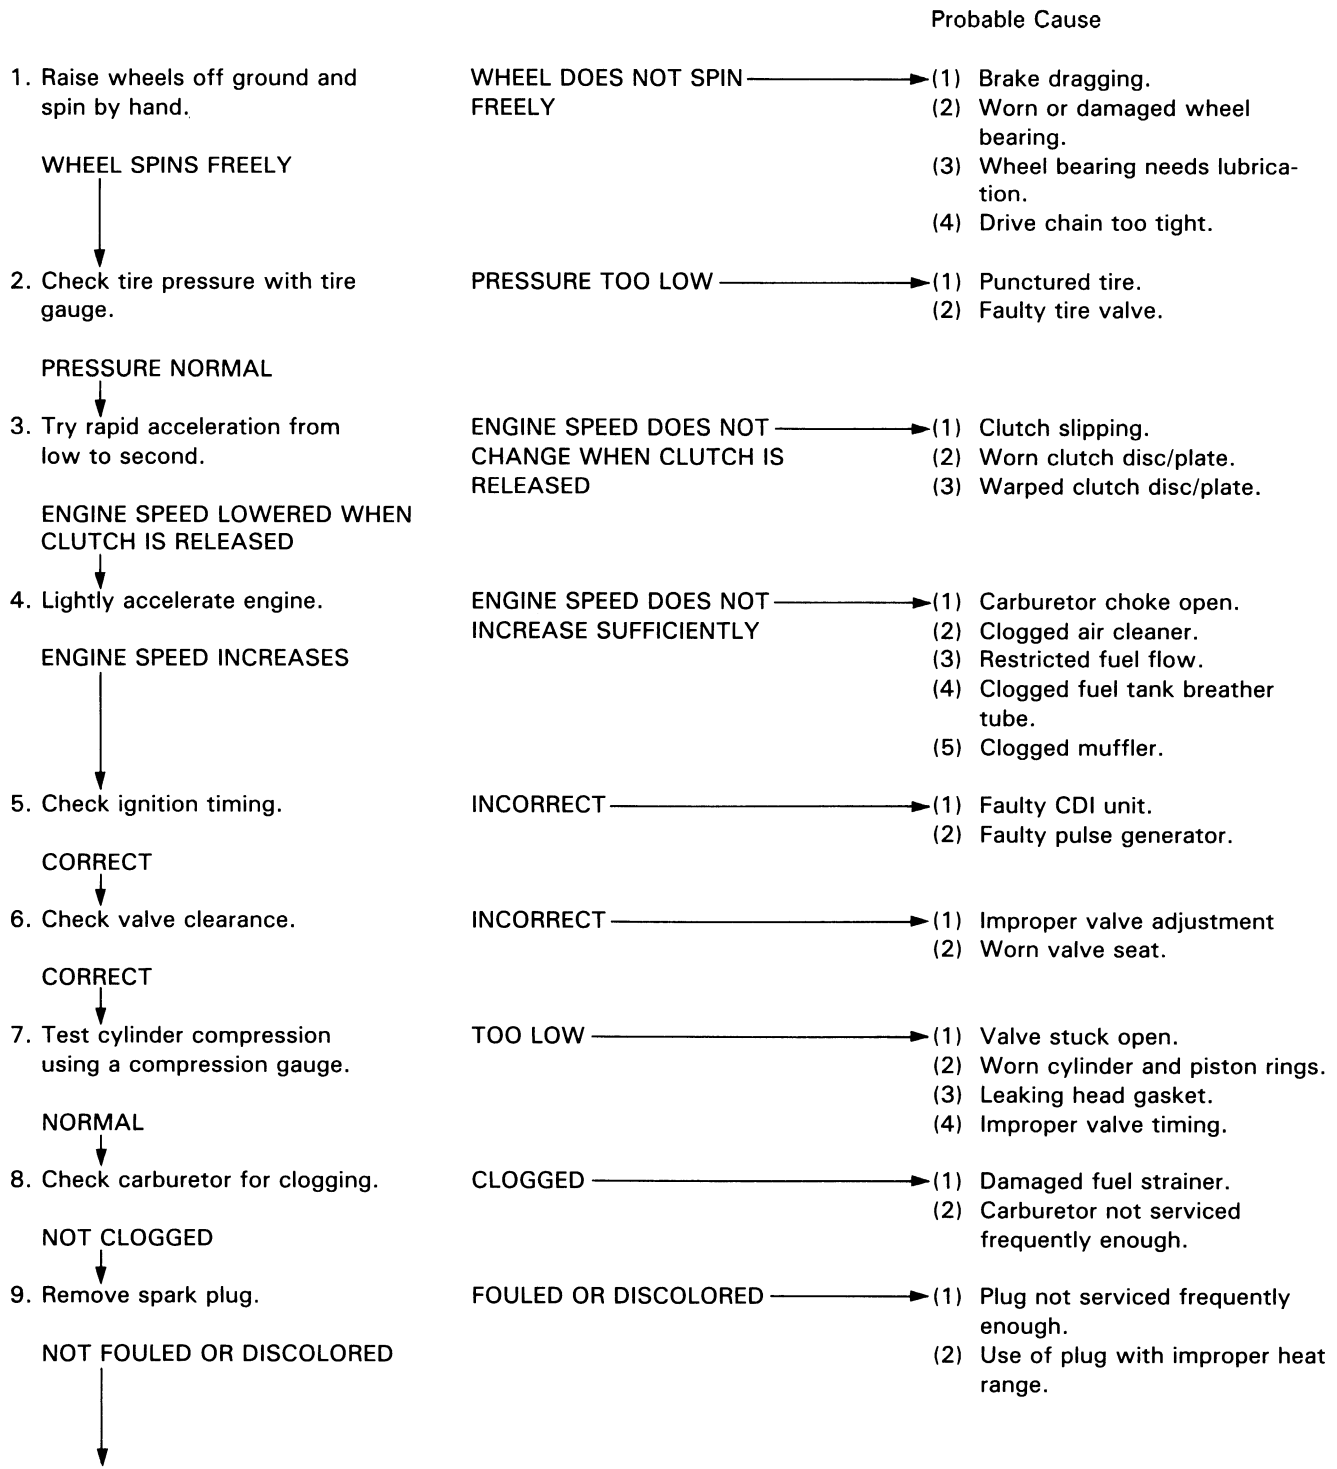 Probable Cause
1. Raise wheels off ground and
spin by hand.
WHEEL SPINS FREELY
WHEEL DOES NOT SPIN
FREELY
(1) Brake dragging.
(2) Worn or damaged wheel
bearing.
(3) Wheel bearing needs lubrica-
tion.
(4) Drive chain too tight.
2. Check tire pressure with tire
gauge.
PRESSURE NORMAL
PRESSURE TOO LOW
(1) Punctured tire.
(2) Faulty tire valve.
3. Try rapid acceleration from
low to second.
ENGINE SPEED LOWERED WHEN
CLUTCH IS RELEASED
ENGINE SPEED DOES NOT
CHANGE WHEN CLUTCH IS
RELEASED
(1) Clutch slipping.
(2) Worn clutch disc/plate.
(3) Warped clutch disc/plate.
4. Lightly accelerate engine.
ENGINE SPEED INCREASES
ENGINE SPEED DOES NOT
INCREASE SUFFICIENTLY
(1) Carburetor choke open.
(2) Clogged air cleaner.
(3) Restricted fuel flow.
(4) Clogged fuel tank breather
tube.
(5) Clogged muffler.
5. Check ignition timing.
CORRECT
INCORRECT
(1) Faulty CDI unit.
(2) Faulty pulse generator.
6. Check valve clearance.
CORRECT
INCORRECT
(1) Improper valve adjustment
(2) Worn valve seat.
7. Test cylinder compression
using a compression gauge.
NORMAL
TOO LOW
(1) Valve stuck open.
(2) Worn cylinder and piston rings.
(3) Leaking head gasket.
(4) Improper valve timing.
8. Check carburetor for clogging.
NOT CLOGGED
CLOGGED
(1) Damaged fuel strainer.
(2) Carburetor not serviced
frequently enough.
9. Remove spark plug.
NOT FOULED OR DISCOLORED
FOULED OR DISCOLORED
(1) Plug not serviced frequently
enough.
(2) Use of plug with improper heat
range.